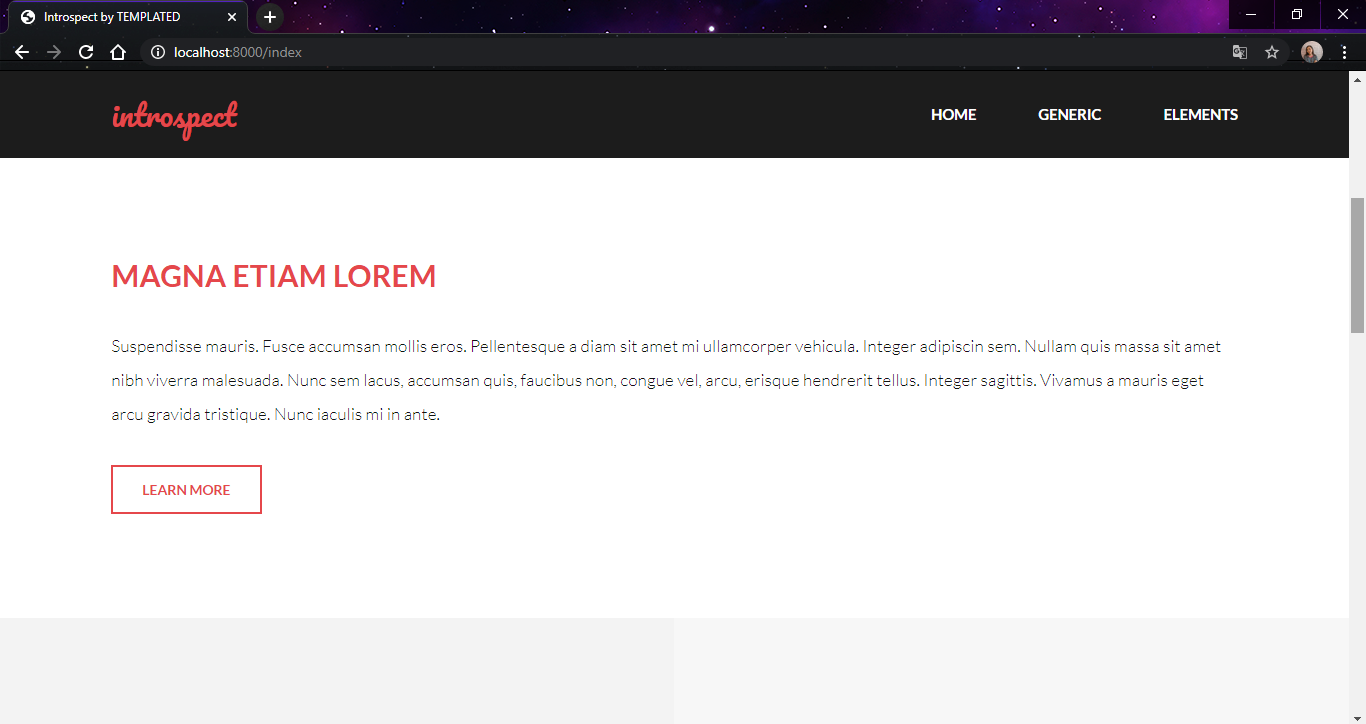 Introspect by TEMPLATED
localhost:8000/index
introspect
HOME GENERIC ELEMENTS
MAGNA ETIAM LOREM
Suspendisse mauris. Fusce accumsan mollis eros. Pellentesque a diam sit amet mi ullamcorper vehicula. Integer adipiscin sem. Nullam quis massa sit amet
nibh viverra malesuada. Nunc sem lacus, accumsan quis, faucibus non, congue vel, arcu, erisque hendrerit tellus. Integer sagittis. Vivamus a mauris eget
arcu gravida tristique. Nunc iaculis mi in ante.
LEARN MORE